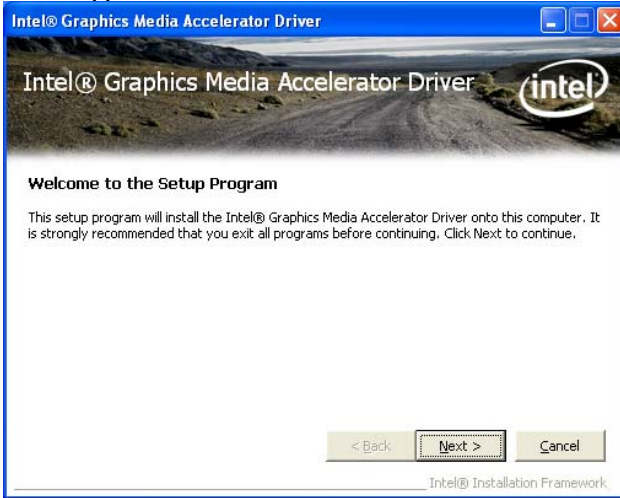 Intel® Graphics Media Accelerator Driver
Intel® Graphics Media Accelerator Driver
intel
Welcome to the Setup Program
This setup program will install the Intel® Graphics Media Accelerator Driver onto this computer. It
is strongly recommended that you exit all programs before continuing. Click Next to continue.
< Back Next > Cancel
Intel® Installation Framework